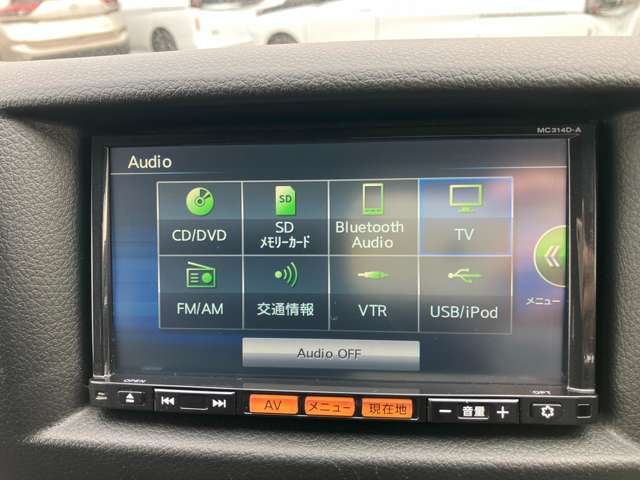 MC314D-A
Audio
CD/DVD
SD
SD
メモリーカード
Bluetooth
Audio
TV
FM/AM
交通情報
VTR
USB/iPod
メニュー
Audio OFF
OPEN
AV
メニュー
現在地
音量